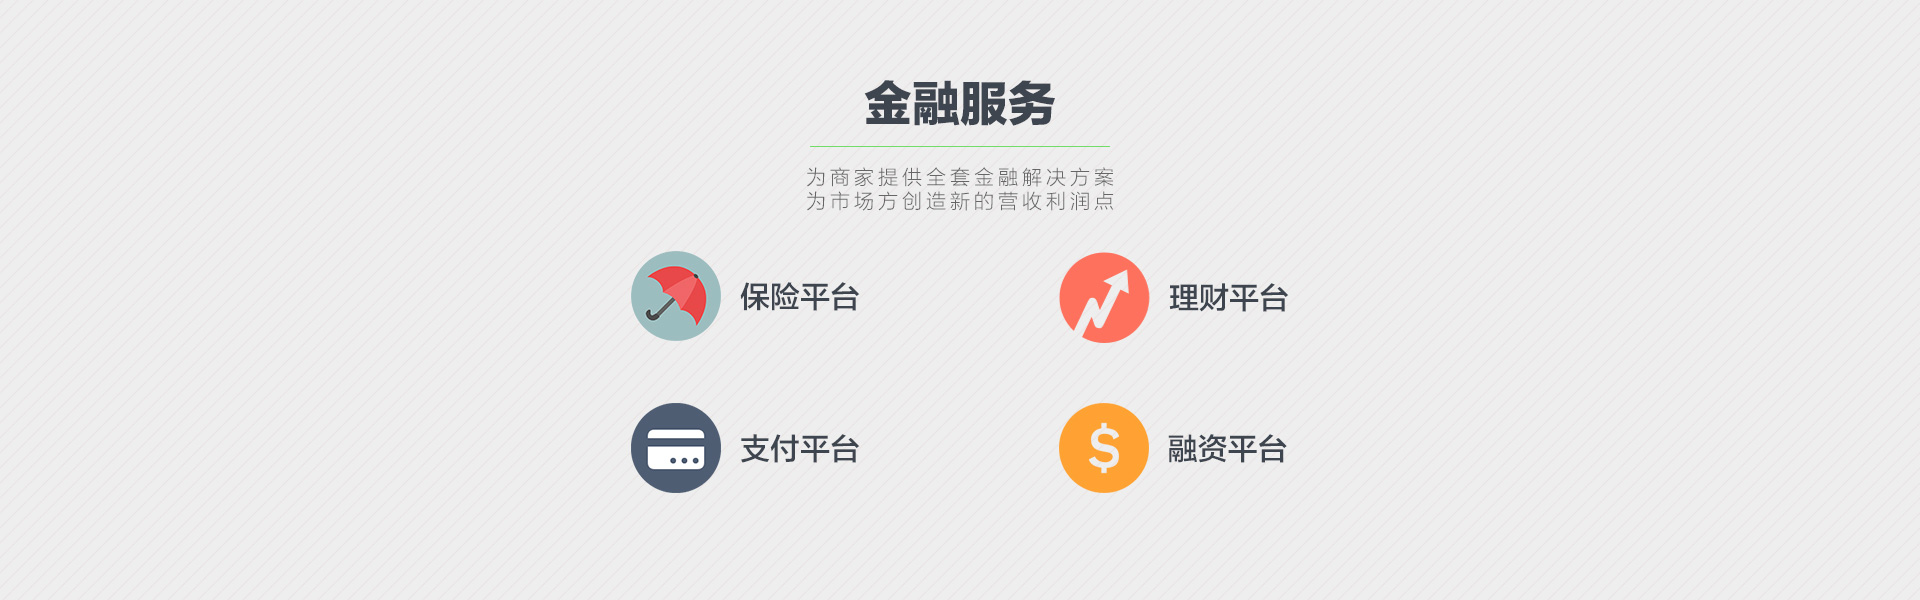 金融服务
为商家提供全套金融解决方案
为市场方创造新的营收利润点
保险平台
理财平台
支付平台
融资平台